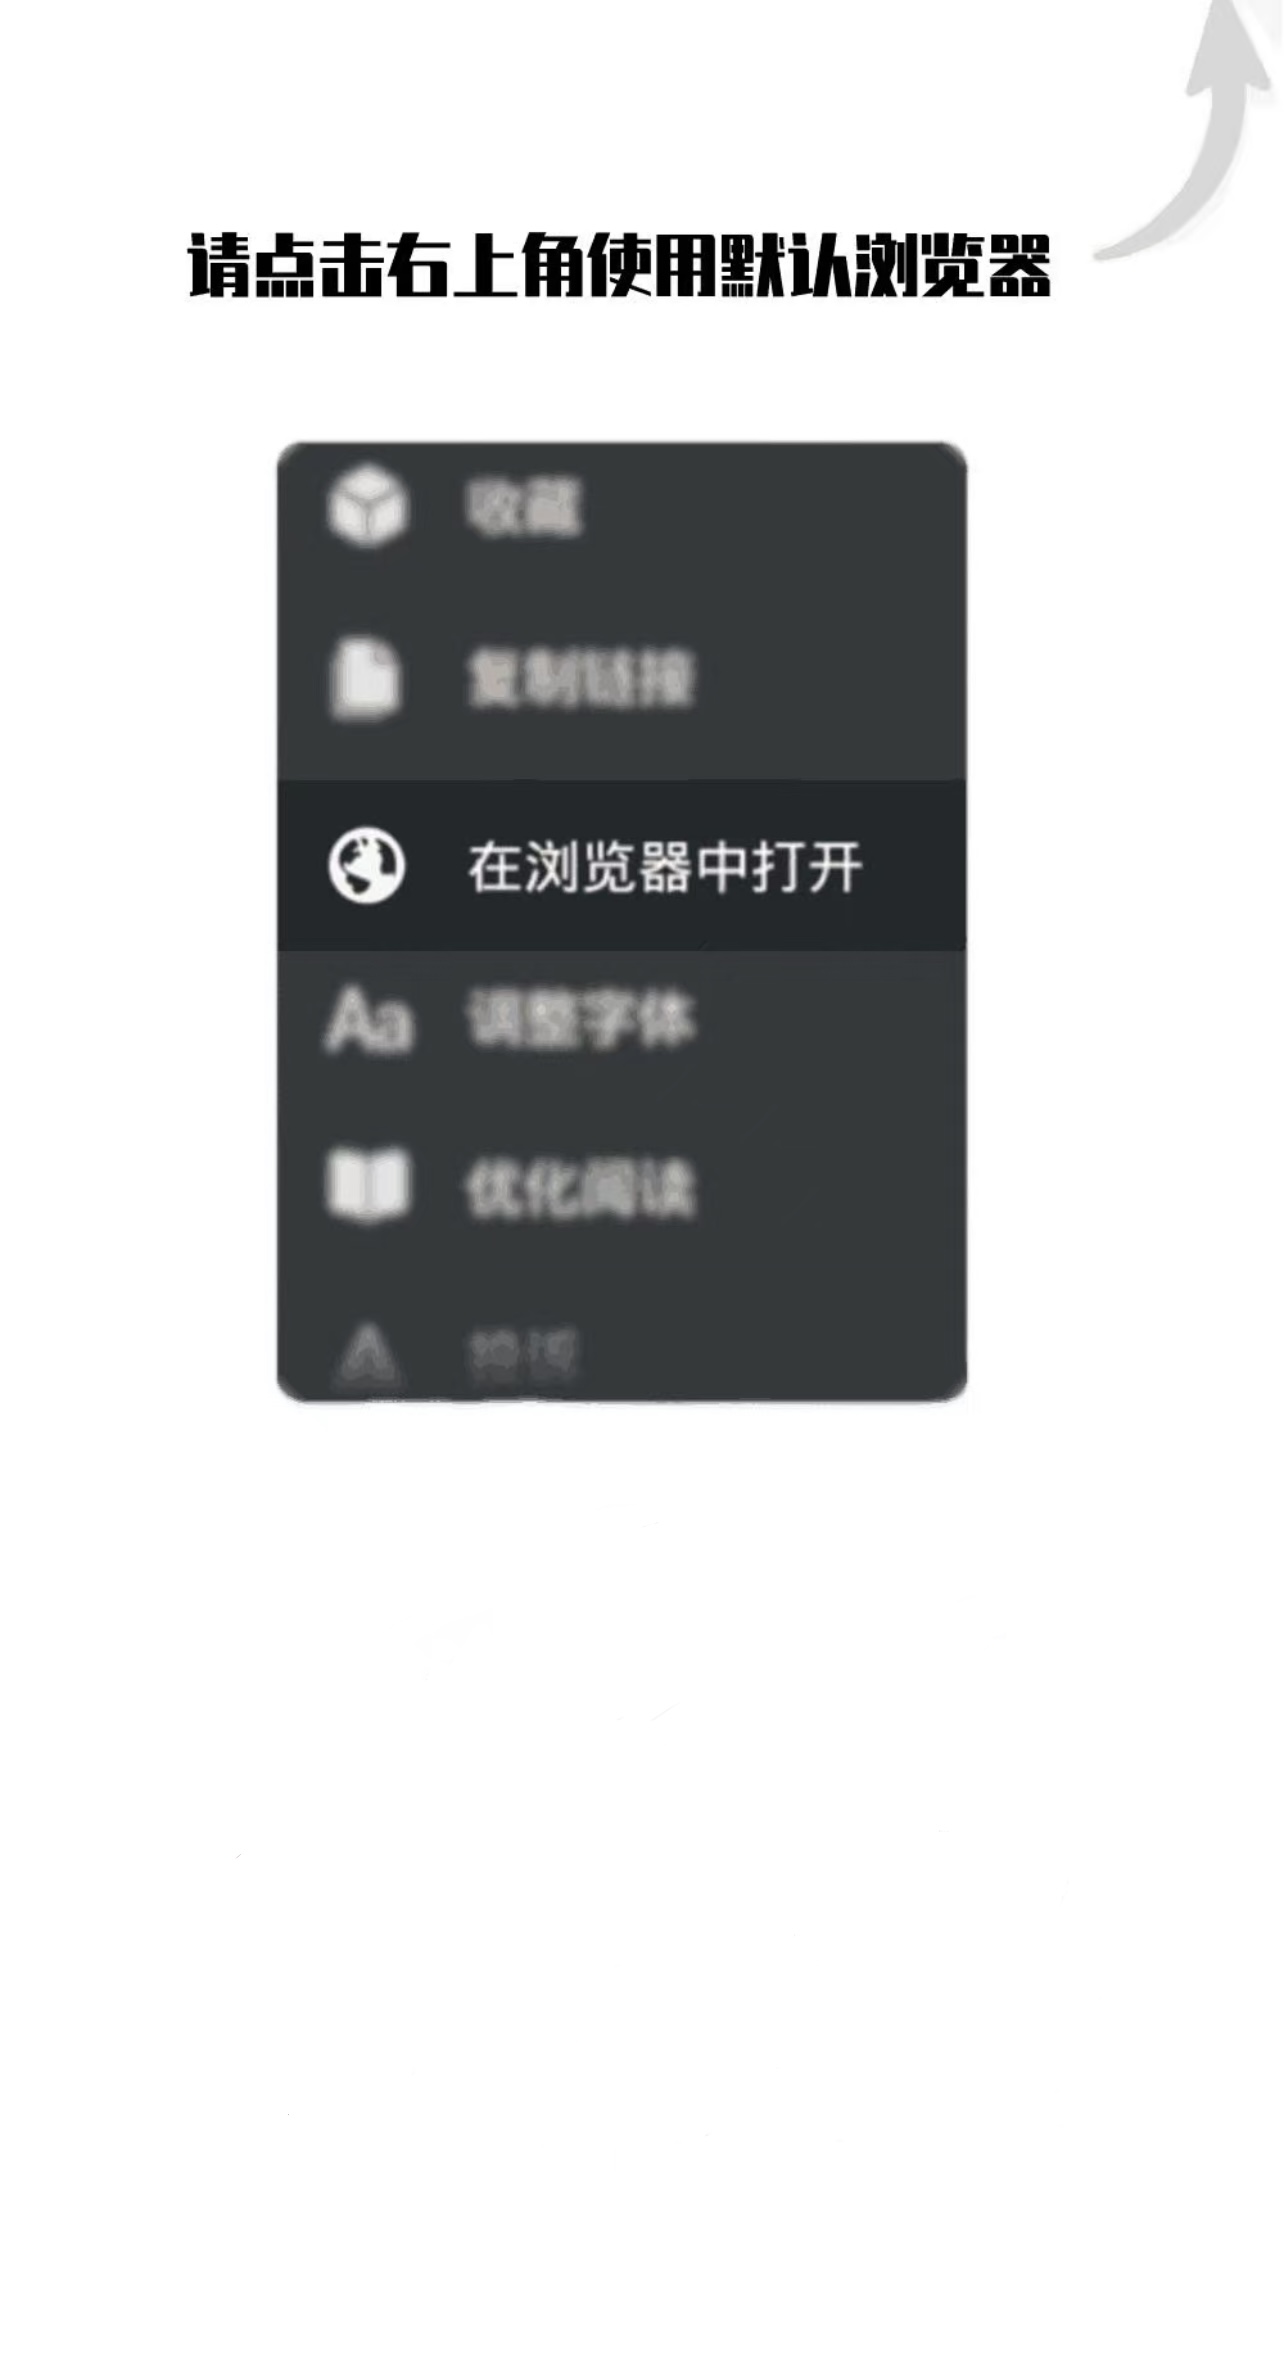 请点击右上角使用默认浏览器
收藏
复制链接
在浏览器中打开
Aa 调整字体
优化阅读